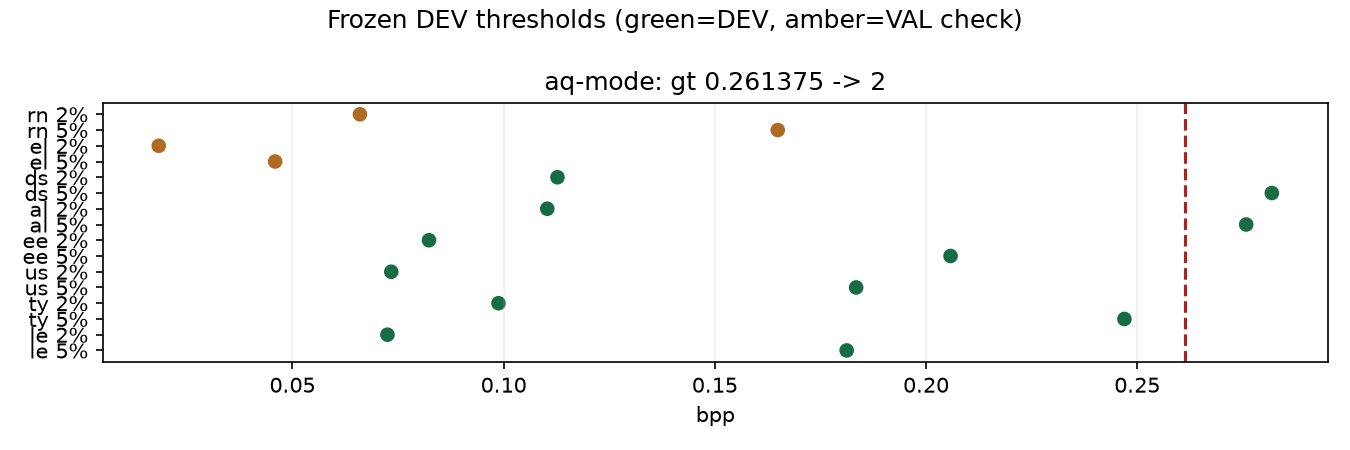 Frozen DEV thresholds (green=DEV, amber=VAL check)
aq-mode: gt 0.261375 -> 2
rn 2%
rn 5%
el 2%
el 5%
ds 2%
ds 5%
al 2%
al 5%
ee 2%
ee 5%
us 2%
us 5%
ty 2%
ty 5%
le 2%
le 5%
0.05 0.10 0.15 0.20 0.25
bpp